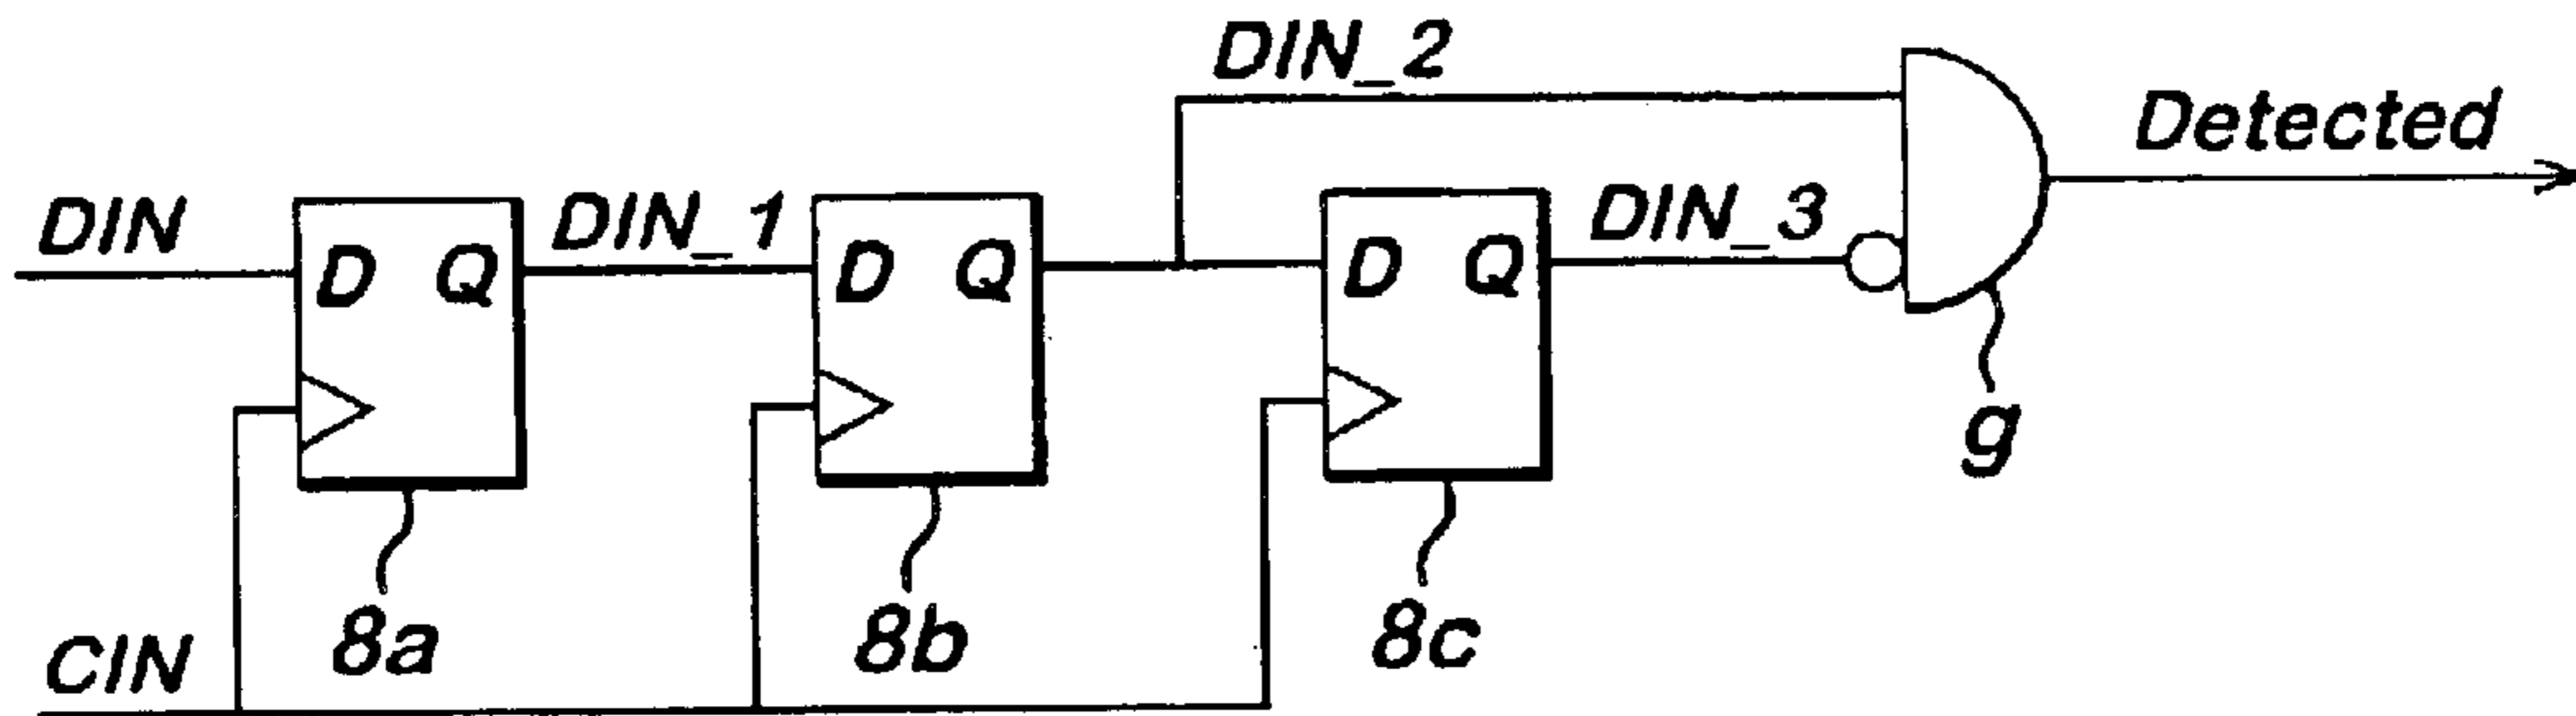 DIN_2
Detected
DIN
DIN_1
DIN_3
D Q
D Q
D Q
g
CIN
8a
8b
8c